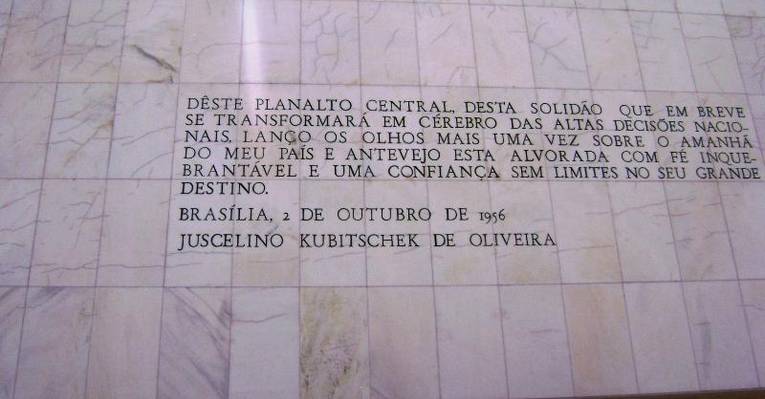 DÊSTE PLANALTO CENTRAL, DESTA SOLIDÃO QUE EM BREVE
SE TRANSFORMARÁ EM CÉREBRO DAS ALTAS DECISÕES NACIO-
NAIS, LANÇO OS OLHOS MAIS UMA VEZ SOBRE O AMANHÃ
DO MEU PAÍS E ANTEVEJO ESTA ALVORADA COM FÉ INQUE-
BRANTÁVEL E UMA CONFIANÇA SEM LIMITES NO SEU GRANDE
DESTINO.
BRASÍLIA, 2 DE OUTUBRO DE 1956
JUSCELINO KUBITSCHEK DE OLIVEIRA